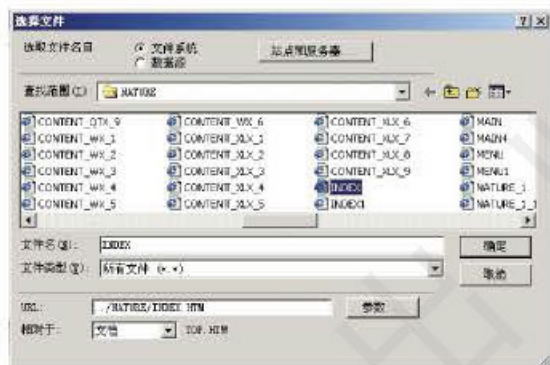 选择文件
选取文件名自 文件系统 站点和服务器
数据源
查找范围(I): NATURE
CONTENT_QTX_9 CONTENT_WX_6 CONTENT_XLX_6 MAIN
CONTENT_WX_1 CONTENT_XLX_1 CONTENT_XLX_7 MAIN4
CONTENT_WX_2 CONTENT_XLX_2 CONTENT_XLX_8 MENU
CONTENT_WX_3 CONTENT_XLX_3 CONTENT_XLX_9 MENU1
CONTENT_WX_4 CONTENT_XLX_4 INDEX NATURE_1
CONTENT_WX_5 CONTENT_XLX_5 INDEX1 NATURE_1_1
文件名(N): INDEX 确定
文件类型(T): 所有文件 (*.*) 取消
URL: ./NATURE/INDEX.HTM 参数
相对于: 文档 TOP.HTM